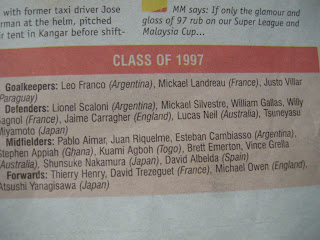 with former taxi driver Jose
rman at the helm, pitched
ir tent in Kangar before shift-
MM says: If only the glamour and
gloss of 97 rub on our Super League and
Malaysia Cup...
CLASS OF 1997
Goalkeepers: Leo Franco (Argentina), Mickael Landreau (France), Justo Villar
Paraguay)
Defenders: Lionel Scaloni (Argentina), Mickael Silvestre, William Gallas, Willy
Sagnol (France), Jaime Carragher (England), Lucas Neil (Australia), Tsuneyasu
Miyamoto (Japan)
Midfielders: Pablo Aimar, Juan Riquelme, Esteban Cambiasso (Argentina),
Stephen Appiah (Ghana), Kuami Agboh (Togo), Brett Emerton, Vince Grella
(Australia), Shunsuke Nakamura (Japan), David Albelda (Spain)
Forwards: Thierry Henry, David Trezeguet (France), Michael Owen (England),
Atsushi Yanagisawa (Japan)